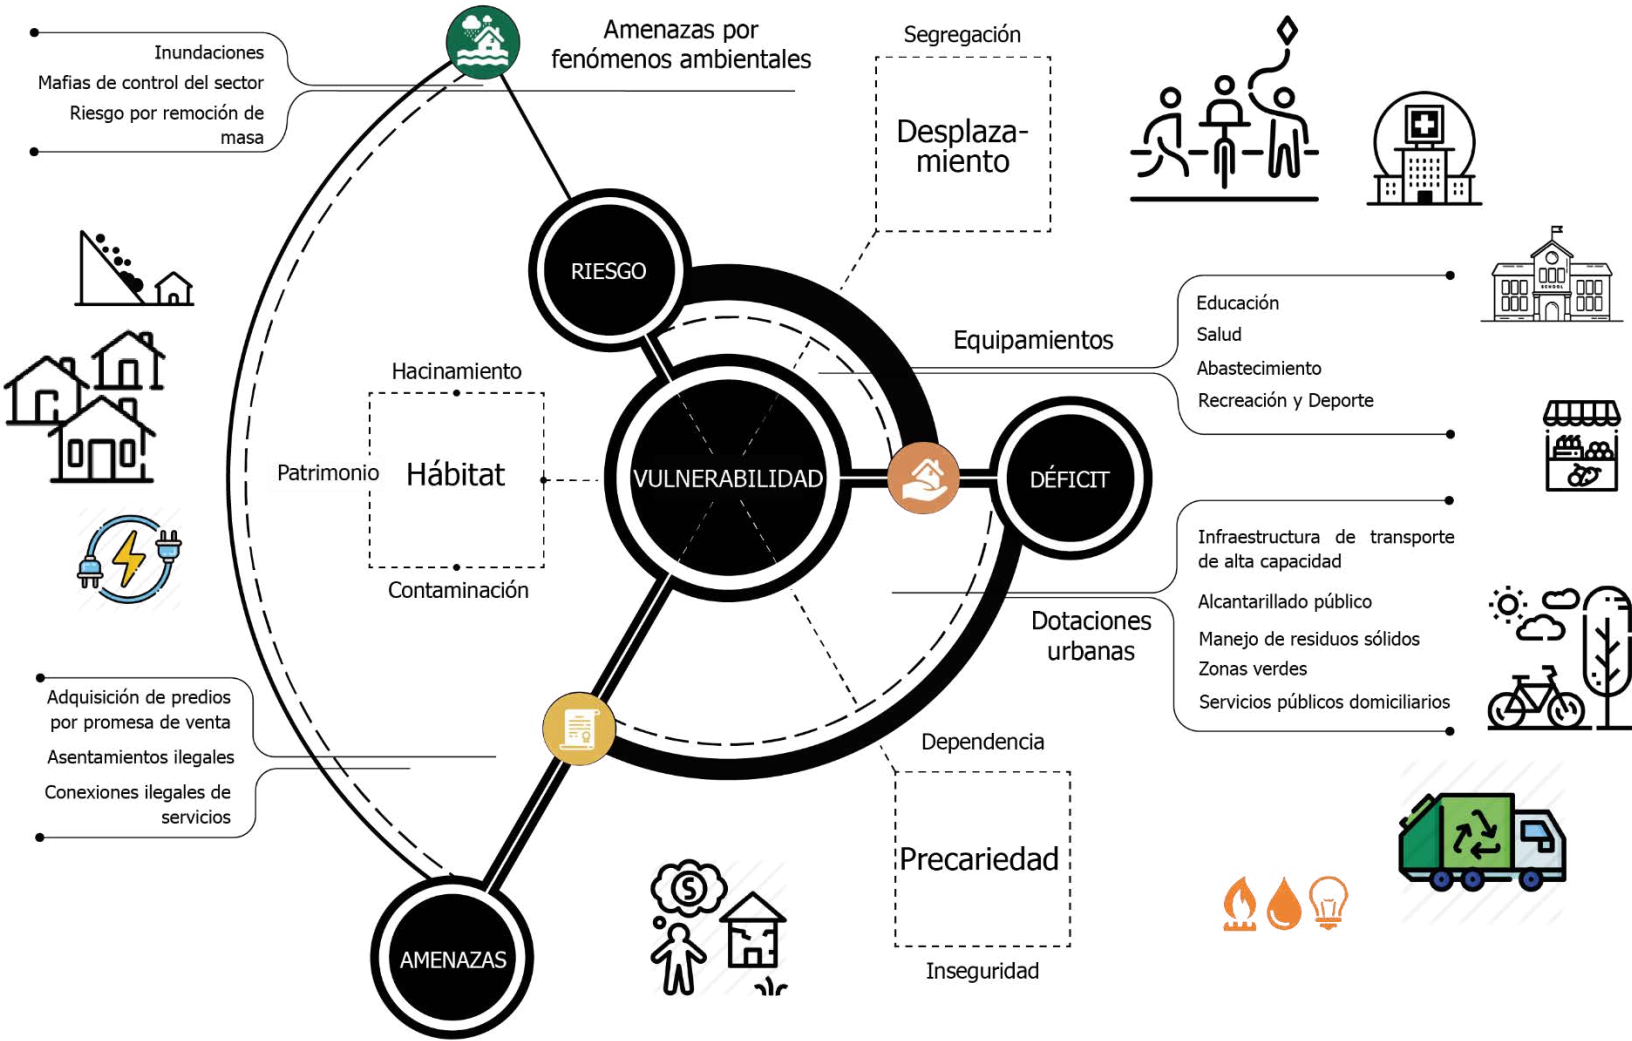 Inundaciones
Mafias de control del sector
Riesgo por remoción de
masa
Amenazas por
fenómenos ambientales
Segregación
Desplaza-
miento
RIESGO
Equipamientos
Educación
Salud
Abastecimiento
Recreación y Deporte
SCHOOL
Hacinamiento
Patrimonio
Hábitat
Contaminación
VULNERABILIDAD
DÉFICIT
Infraestructura de transporte
de alta capacidad
Alcantarillado público
Manejo de residuos sólidos
Zonas verdes
Servicios públicos domiciliarios
Dotaciones
urbanas
Adquisición de predios
por promesa de venta
Asentamientos ilegales
Conexiones ilegales de
servicios
Dependencia
Precariedad
Inseguridad
AMENAZAS
S